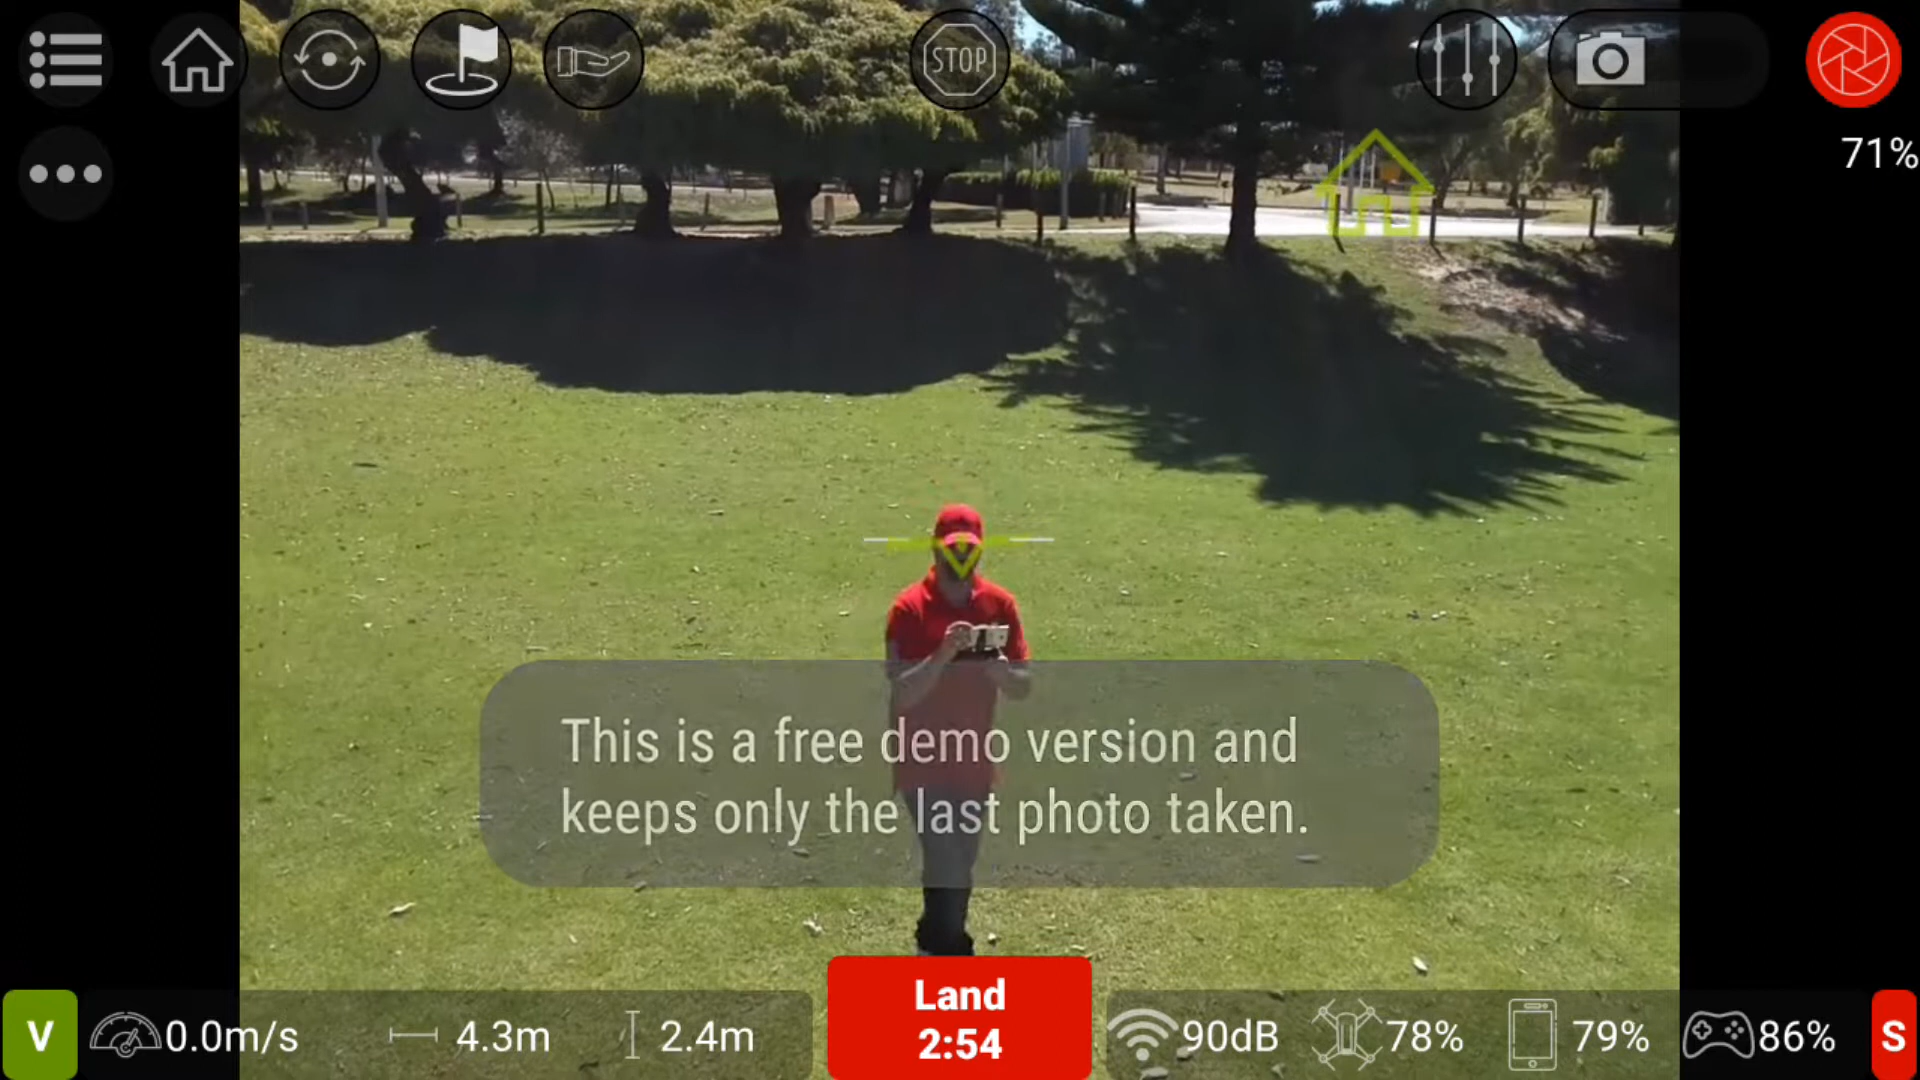 STOP
71%
This is a free demo version and
keeps only the last photo taken.
Land
2:54
V
0.0m/s
4.3m
2.4m
90dB
78%
79%
86%
S